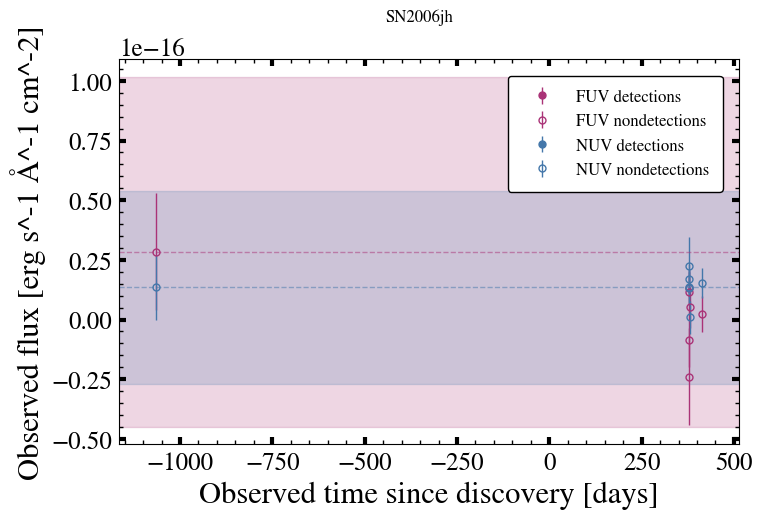 SN2006jh
1e−16
FUV detections
FUV nondetections
NUV detections
NUV nondetections
1.00
0.75
0.50
0.25
0.00
−0.25
−0.50
Observed flux [erg s^-1 Å^-1 cm^-2]
−1000
−750
−500
−250
0
250
500
Observed time since discovery [days]